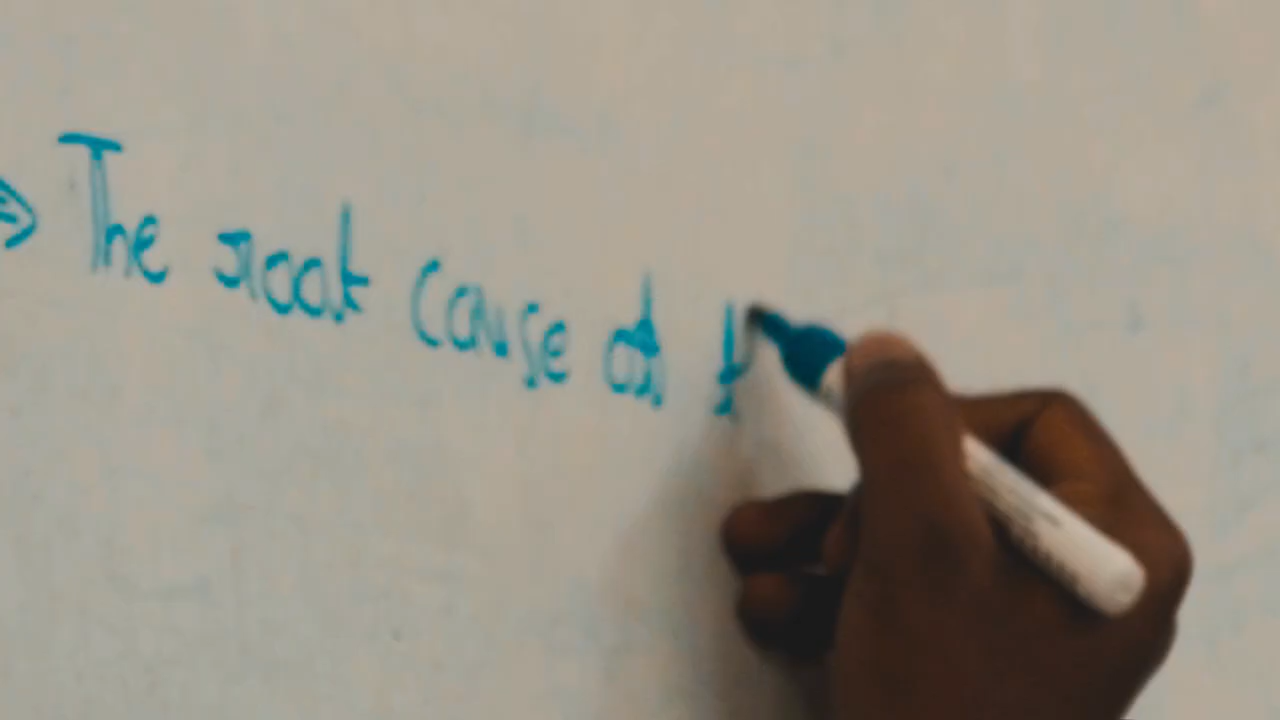 ⇒ The root cause of